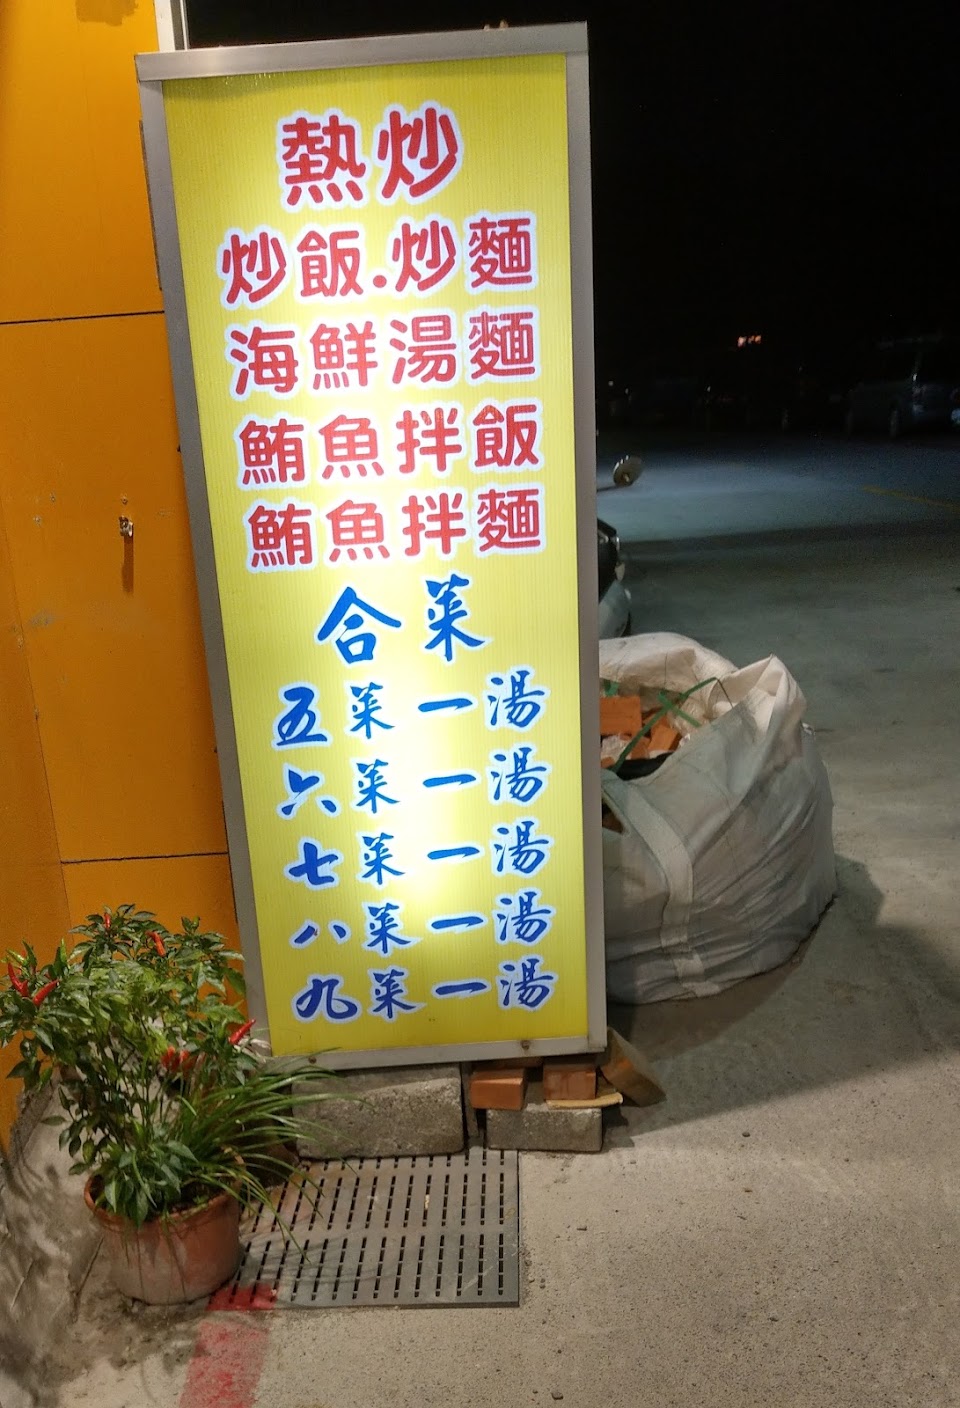 熱炒
炒飯.炒麵
海鮮湯麵
鮪魚拌飯
鮪魚拌麵
合菜
五菜一湯
六菜一湯
七菜一湯
八菜一湯
九菜一湯